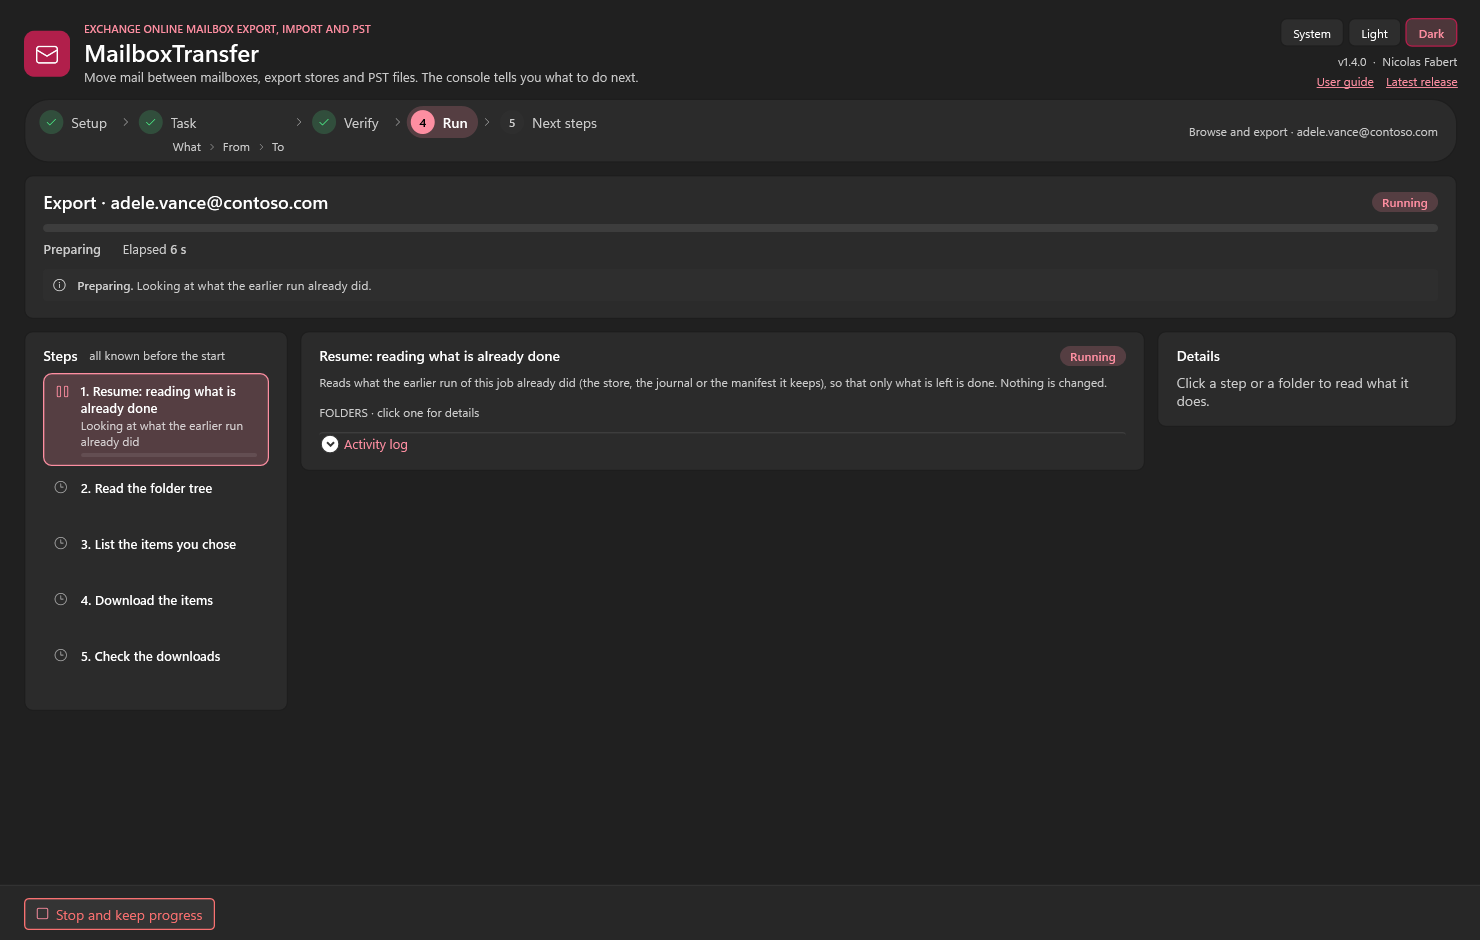 EXCHANGE ONLINE MAILBOX EXPORT, IMPORT AND PST
MailboxTransfer
Move mail between mailboxes, export stores and PST files. The console tells you what to do next.
System
Light
Dark
v1.4.0 · Nicolas Fabert
User guide
Latest release
Setup
Task
Verify
4 Run
5 Next steps
What
From
To
Browse and export · adele.vance@contoso.com
Export · adele.vance@contoso.com
Running
Preparing
Elapsed 6 s
Preparing. Looking at what the earlier run already did.
Steps
all known before the start
1. Resume: reading what is
already done
Looking at what the earlier run
already did
2. Read the folder tree
3. List the items you chose
4. Download the items
5. Check the downloads
Resume: reading what is already done
Running
Reads what the earlier run of this job already did (the store, the journal or the manifest it keeps), so that only what is left is done. Nothing is changed.
FOLDERS · click one for details
Activity log
Details
Click a step or a folder to read what it
does.
Stop and keep progress